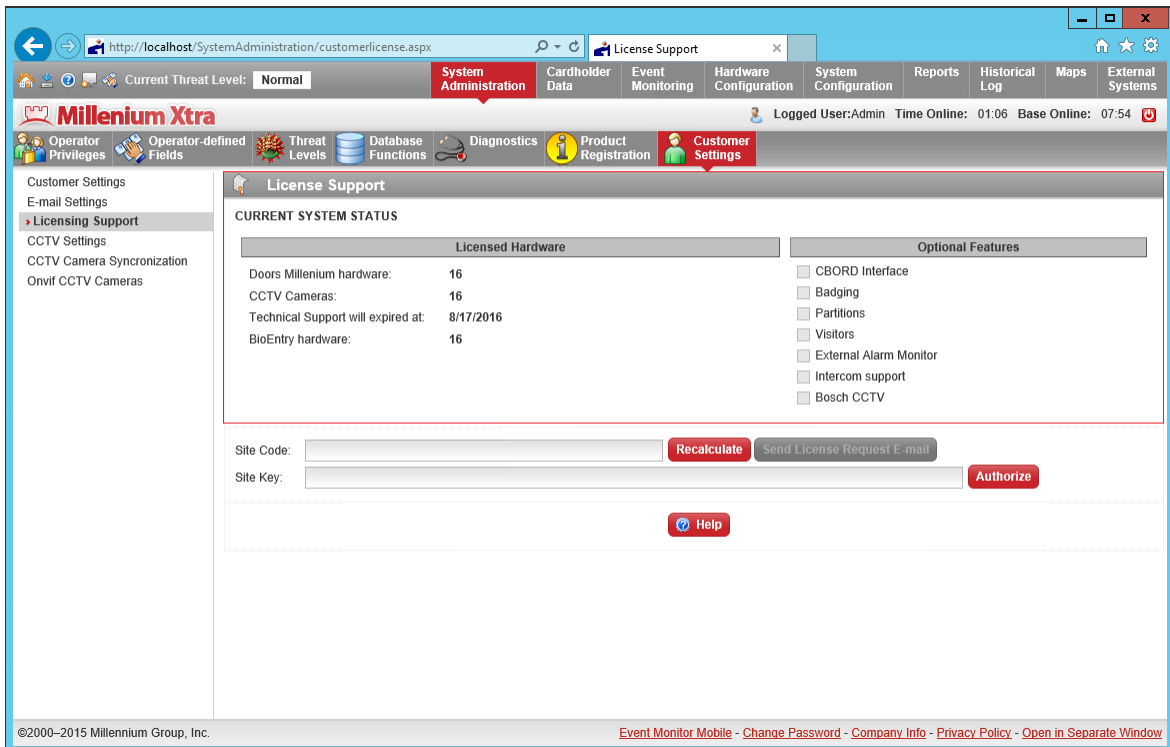 http://localhost/SystemAdministration/customerlicense.aspx
License Support
Current Threat Level: Normal
System Administration
Cardholder Data
Event Monitoring
Hardware Configuration
System Configuration
Reports
Historical Log
Maps
External Systems
Millenium Xtra
Logged User:Admin Time Online: 01:06 Base Online: 07:54
Operator Privileges
Operator-defined Fields
Threat Levels
Database Functions
Diagnostics
Product Registration
Customer Settings
Customer Settings
E-mail Settings
Licensing Support
CCTV Settings
CCTV Camera Syncronization
Onvif CCTV Cameras
License Support
CURRENT SYSTEM STATUS
Licensed Hardware
Doors Millenium hardware: 16
CCTV Cameras: 16
Technical Support will expired at: 8/17/2016
BioEntry hardware: 16
Optional Features
CBORD Interface
Badging
Partitions
Visitors
External Alarm Monitor
Intercom support
Bosch CCTV
Site Code: Recalculate Send License Request E-mail
Site Key: Authorize
Help
©2000–2015 Millennium Group, Inc.
Event Monitor Mobile - Change Password - Company Info - Privacy Policy - Open in Separate Window